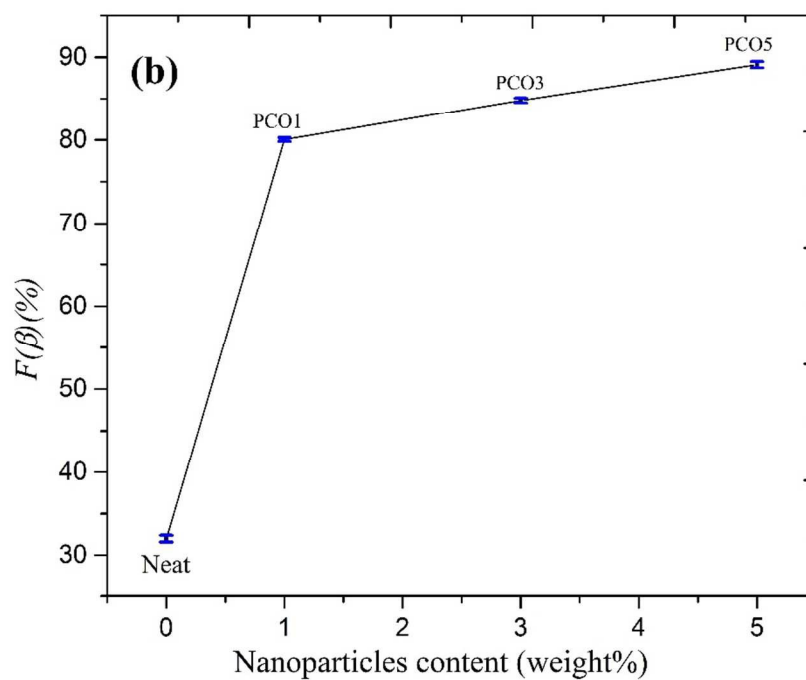 (b)
90
80
70
60
50
40
30
F(β)(%)
PCO5
PCO3
PCO1
Neat
0 1 2 3 4 5
Nanoparticles content (weight%)